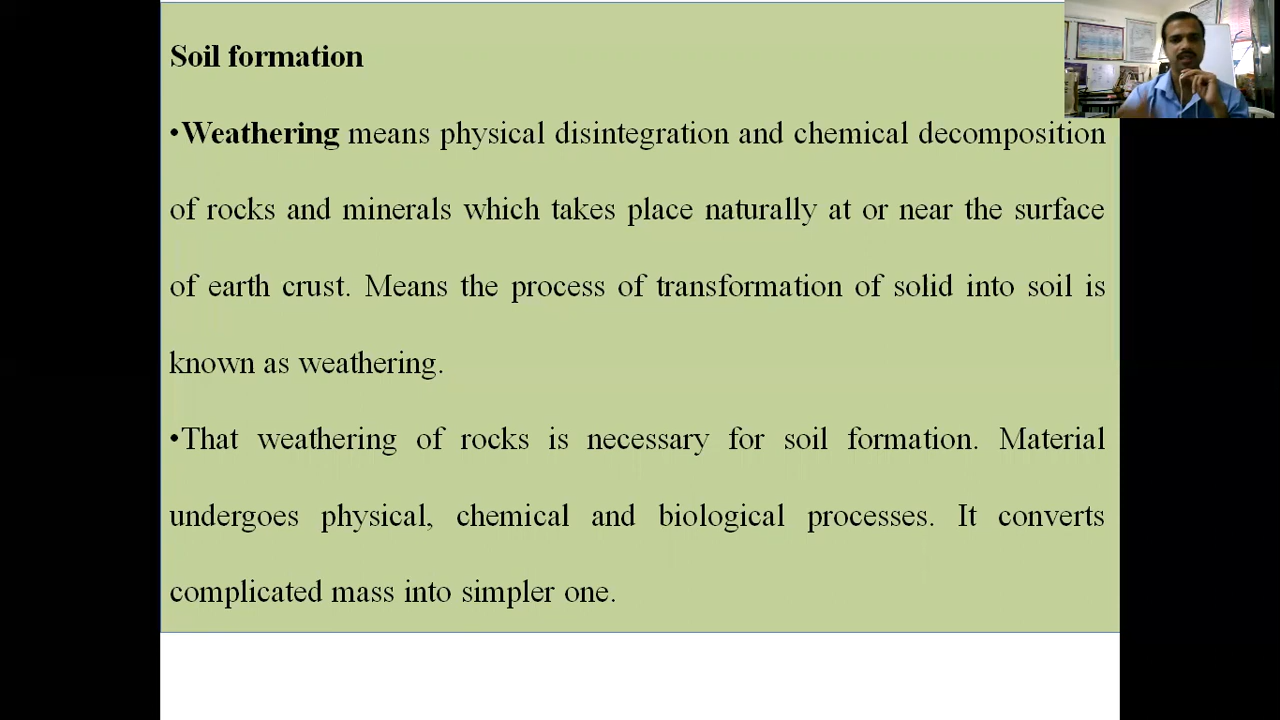 Soil formation
•Weathering means physical disintegration and chemical decomposition
of rocks and minerals which takes place naturally at or near the surface
of earth crust. Means the process of transformation of solid into soil is
known as weathering.
•That weathering of rocks is necessary for soil formation. Material
undergoes physical, chemical and biological processes. It converts
complicated mass into simpler one.